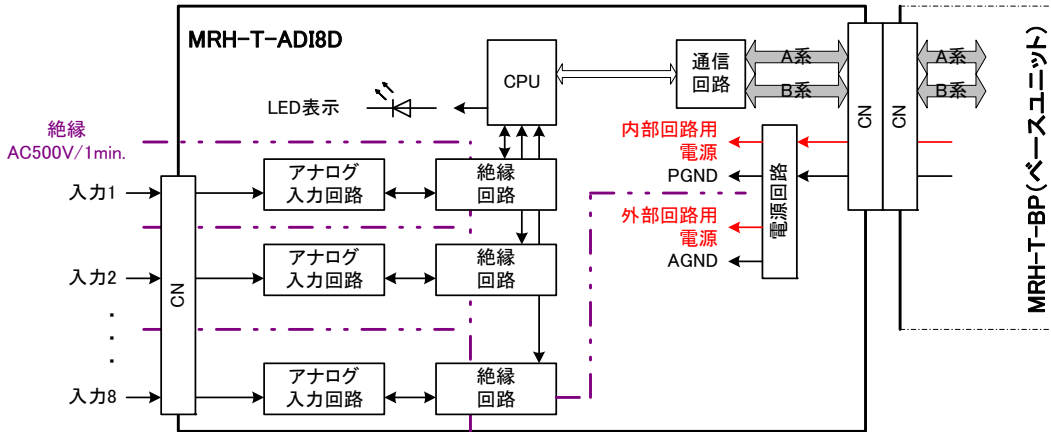 MRH-T-ADI8D
CPU
通信
回路
A系
B系
CN
CN
A系
B系
MRH-T-BP(ベースユニット)
LED表示
絶縁
AC500V/1min.
内部回路用
電源
PGND
外部回路用
電源
AGND
電源回路
入力1
アナログ
入力回路
絶縁
回路
入力2
CN
アナログ
入力回路
絶縁
回路
・
・
・
入力8
アナログ
入力回路
絶縁
回路